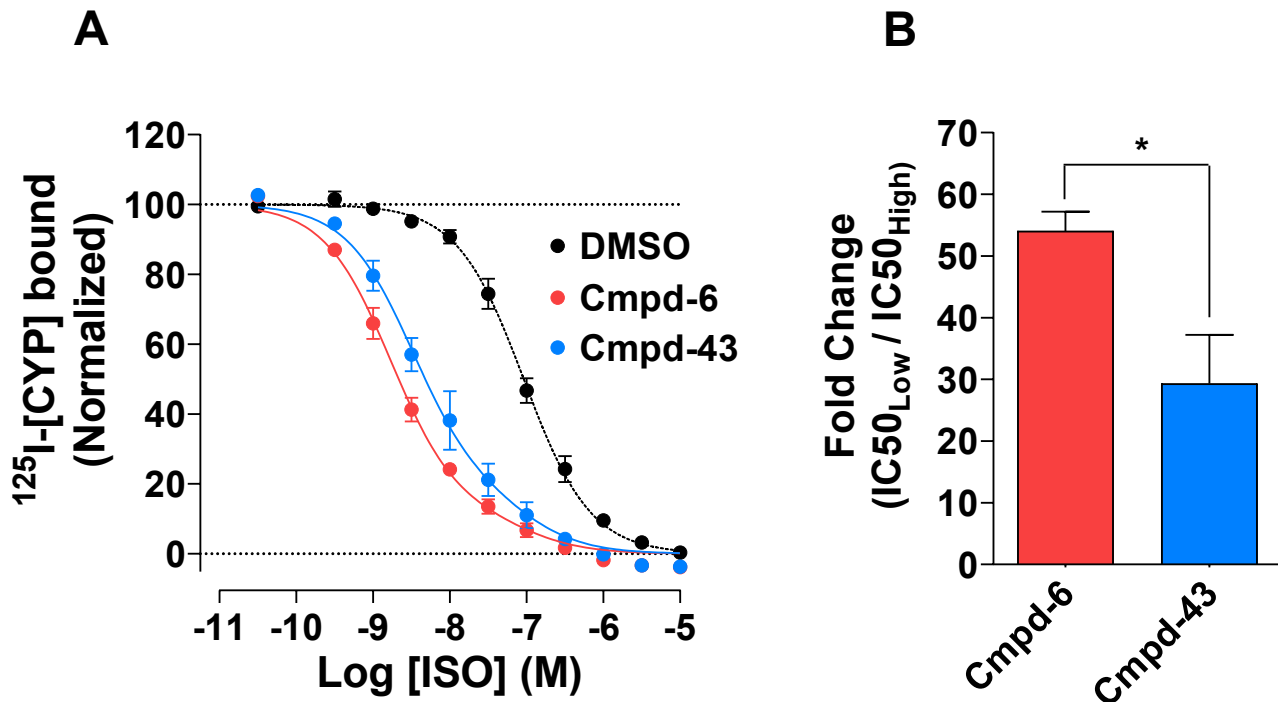 A
¹²⁵I-[CYP] bound
(Normalized)
120
100
80
60
40
20
0
DMSO
Cmpd-6
Cmpd-43
-11 -10 -9 -8 -7 -6 -5
Log [ISO] (M)
B
Fold Change
(IC50Low / IC50High)
70
60
50
40
30
20
10
0
*
Cmpd-6
Cmpd-43